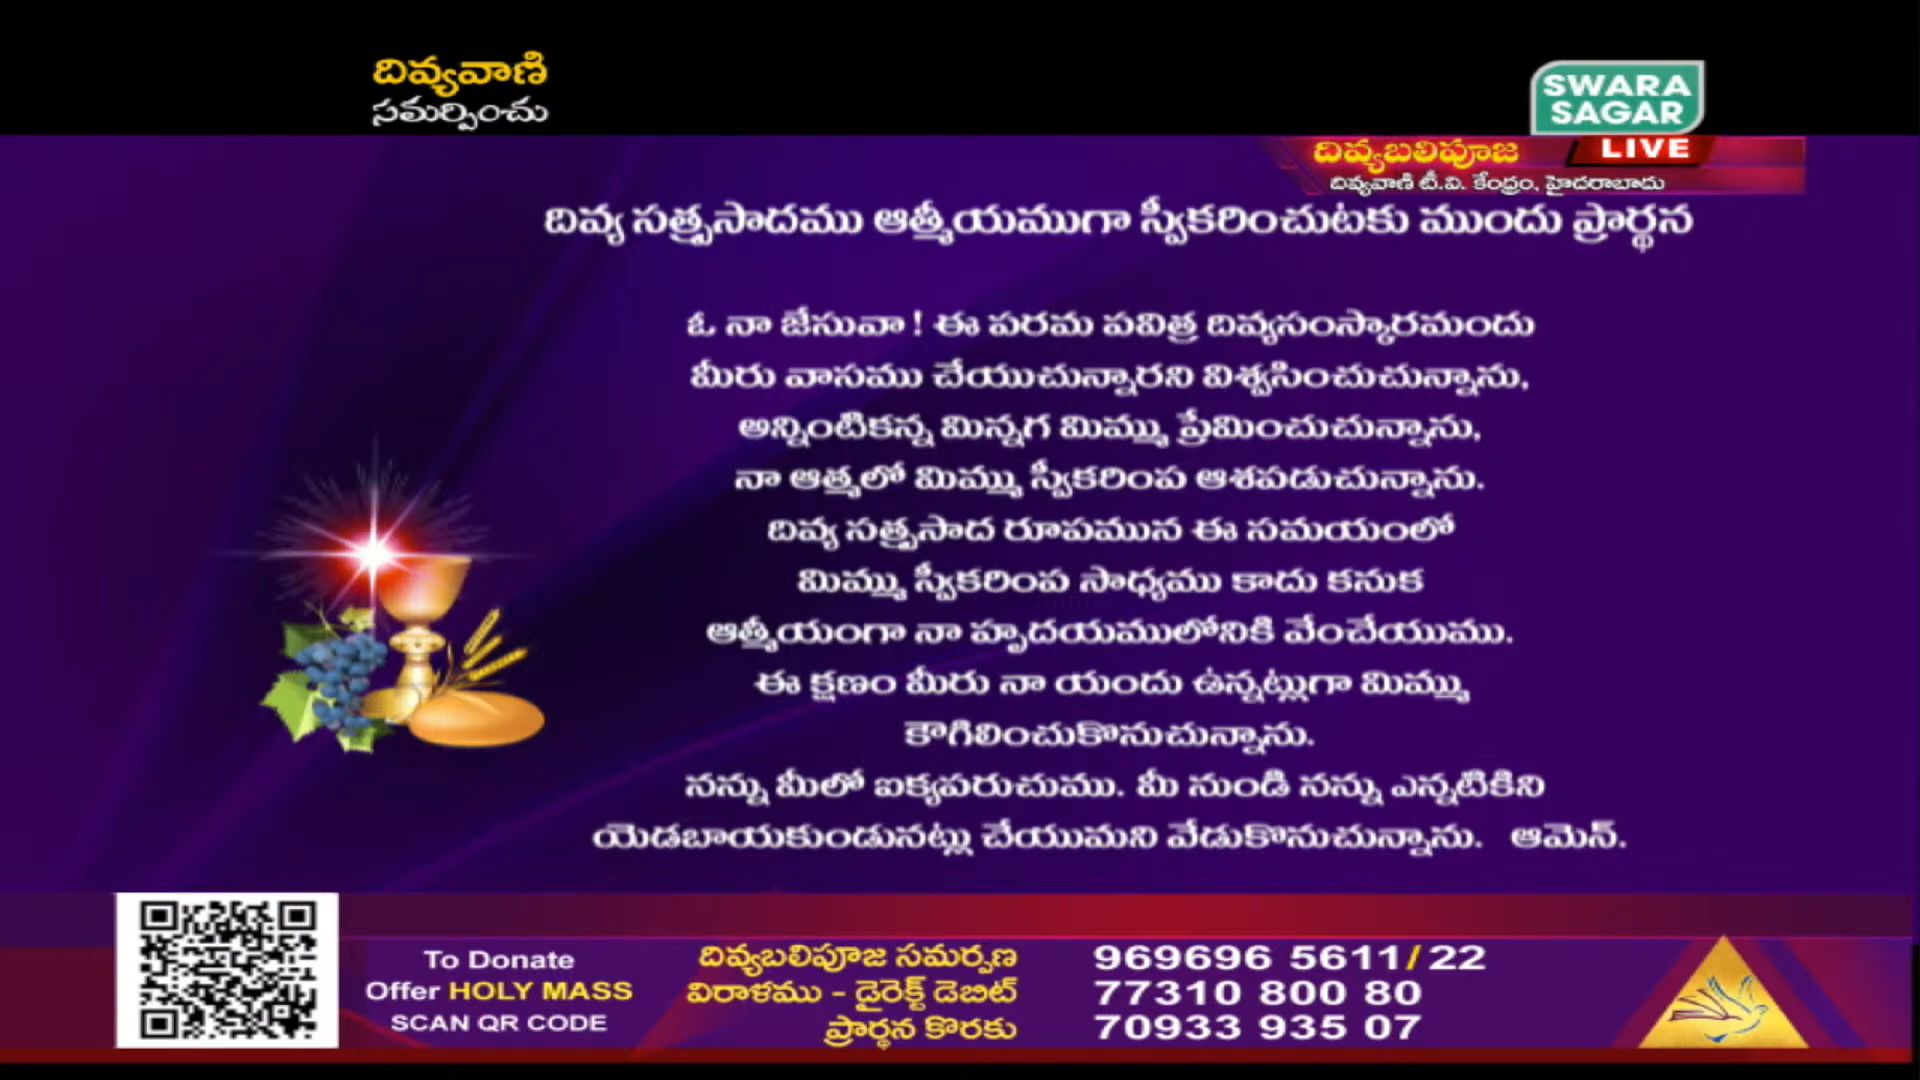 దివ్యవాణి
సమర్పించు
SWARA
SAGAR
LIVE
దివ్యబలిపూజ
దివ్యవాణి టీ.వి. కేంద్రం, హైదరాబాదు
దివ్య సత్ప్రసాదము ఆత్మీయముగా స్వీకరించుటకు ముందు ప్రార్థన
ఓ నా జేసువా ! ఈ పరమ పవిత్ర దివ్యసంస్కారమందు
మీరు వాసము చేయుచున్నారని విశ్వసించుచున్నాను,
అన్నింటికన్న మిన్నగ మిమ్ము ప్రేమించుచున్నాను,
నా ఆత్మలో మిమ్ము స్వీకరింప ఆశపడుచున్నాను.
దివ్య సత్ప్రసాద రూపమున ఈ సమయంలో
మిమ్ము స్వీకరింప సాధ్యము కాదు కనుక
ఆత్మీయంగా నా హృదయములోనికి వేంచేయుము.
ఈ క్షణం మీరు నా యందు ఉన్నట్లుగా మిమ్ము
కౌగిలించుకొనుచున్నాను.
నన్ను మీలో ఐక్యపరుచుము. మీ నుండి నన్ను ఎన్నటికిని
యెడబాయకుండునట్లు చేయుమని వేడుకొనుచున్నాను. ఆమెన్.
To Donate
Offer HOLY MASS
SCAN QR CODE
దివ్యబలిపూజ సమర్పణ 969696 5611/22
విరాళము - డైరెక్ట్ డెబిట్ 77310 800 80
ప్రార్థన కొరకు 70933 935 07